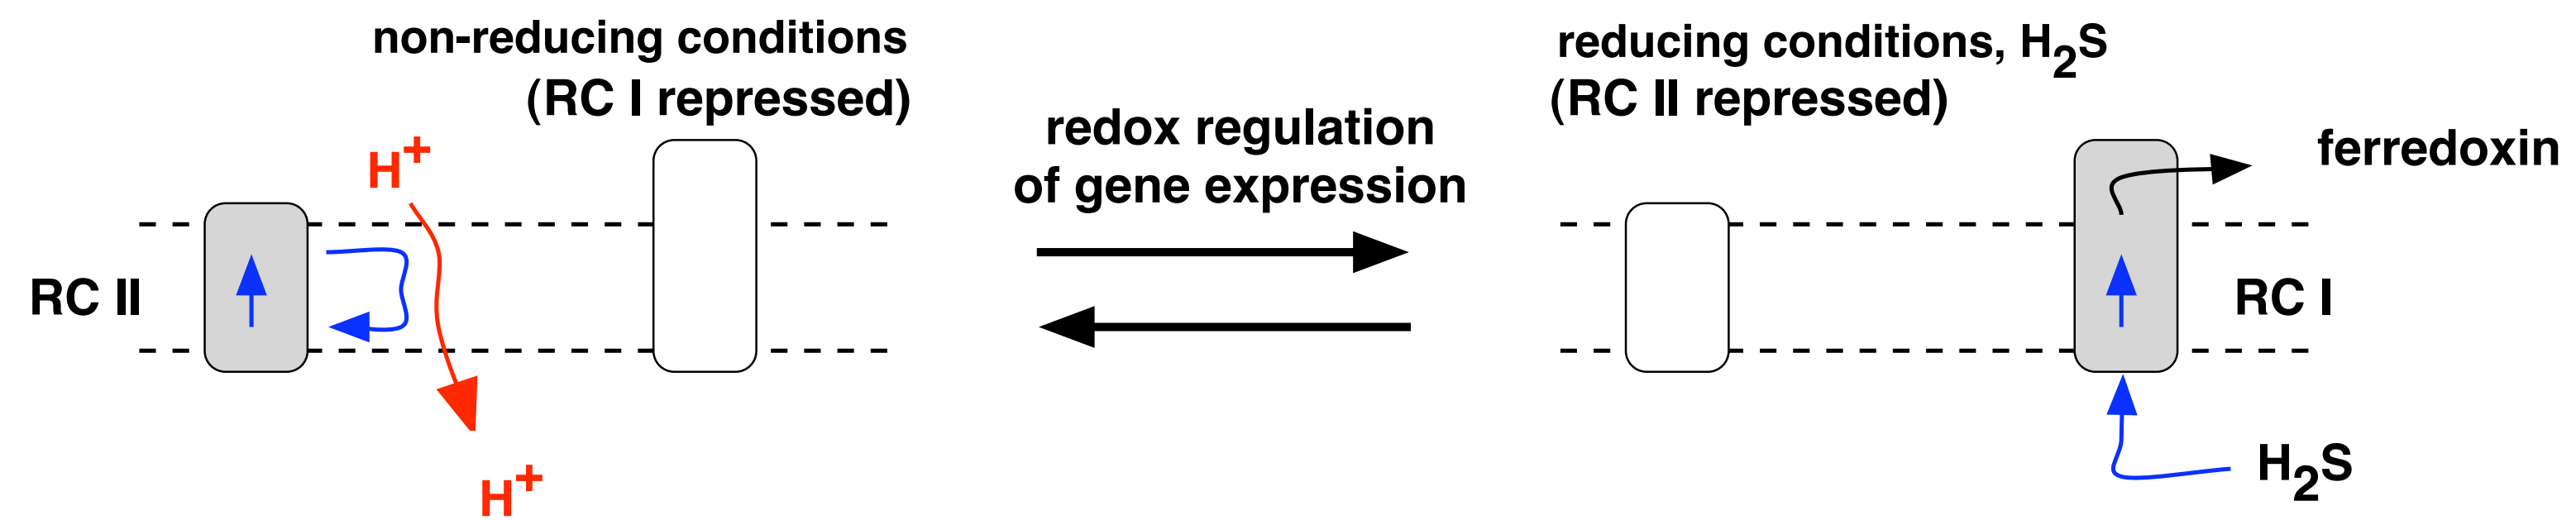 non-reducing conditions
(RC I repressed)
H+
RC II
H+
redox regulation
of gene expression
reducing conditions, H2S
(RC II repressed)
ferredoxin
RC I
H2S